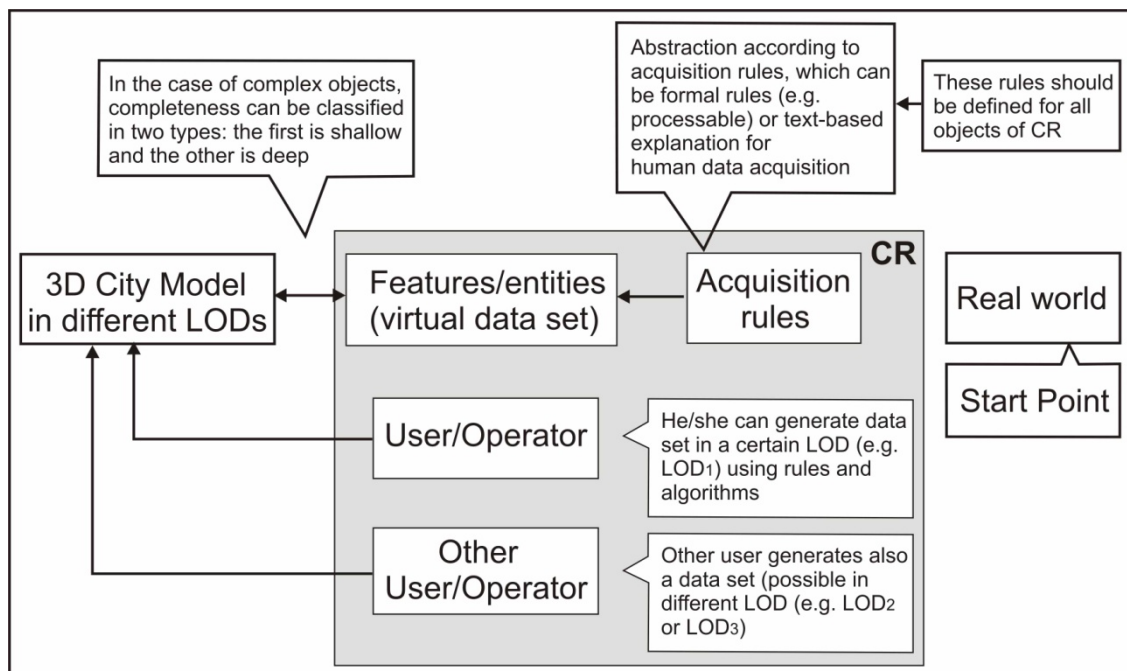 In the case of complex objects,
completeness can be classified
in two types: the first is shallow
and the other is deep
Abstraction according to
acquisition rules, which can
be formal rules (e.g.
processable) or text-based
explanation for
human data acquisition
These rules should
be defined for all
objects of CR
CR
3D City Model
in different LODs
Features/entities
(virtual data set)
Acquisition
rules
Real world
Start Point
User/Operator
He/she can generate data
set in a certain LOD (e.g.
LOD1) using rules and
algorithms
Other
User/Operator
Other user generates also
a data set (possible in
different LOD (e.g. LOD2
or LOD3)